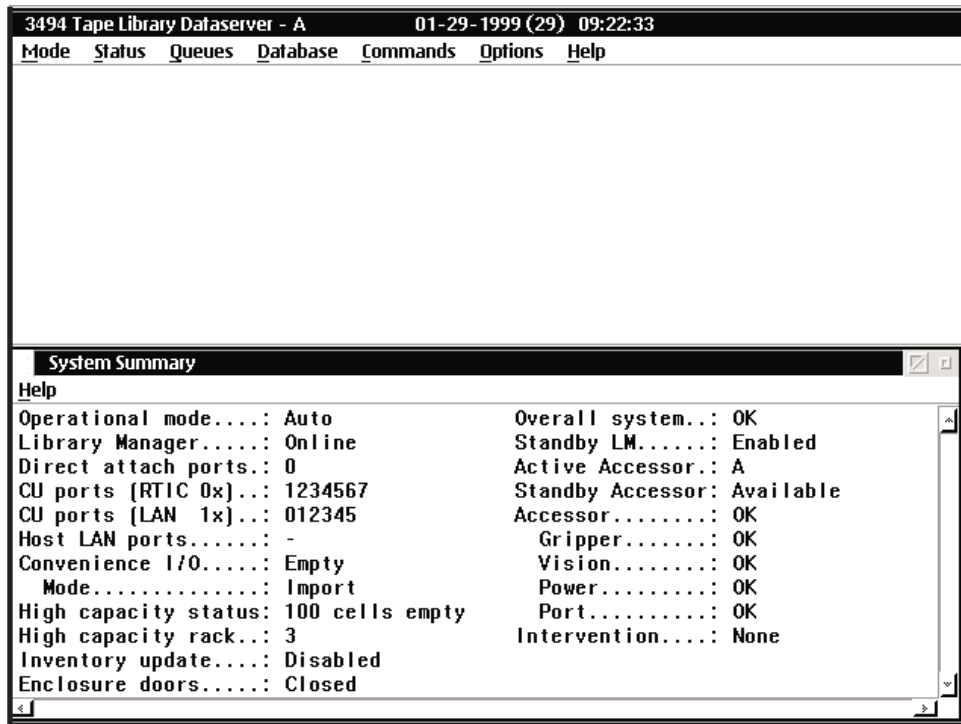 3494 Tape Library Dataserver - A 01-29-1999 (29) 09:22:33
Mode Status Queues Database Commands Options Help
System Summary
Help
Operational mode....: Auto
Library Manager.....: Online
Direct attach ports.: 0
CU ports (RTIC 0x)..: 1234567
CU ports (LAN 1x)..: 012345
Host LAN ports......: -
Convenience I/O.....: Empty
Mode..............: Import
High capacity status: 100 cells empty
High capacity rack..: 3
Inventory update....: Disabled
Enclosure doors.....: Closed
Overall system..: OK
Standby LM......: Enabled
Active Accessor.: A
Standby Accessor: Available
Accessor........: OK
Gripper.......: OK
Vision........: OK
Power.........: OK
Port..........: OK
Intervention....: None